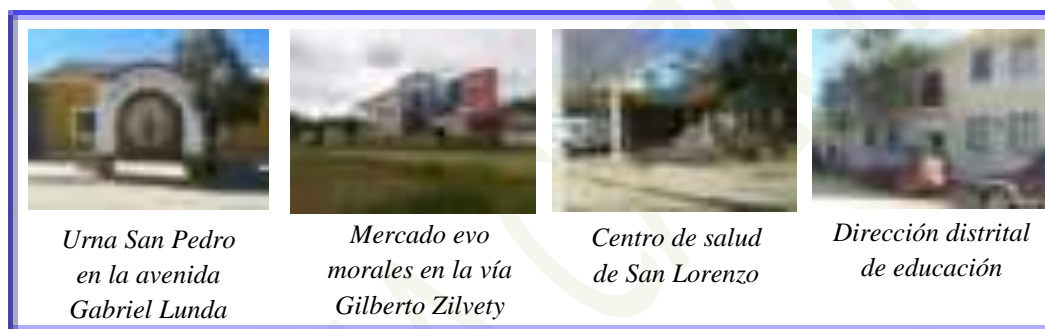 Urna San Pedro
en la avenida
Gabriel Lunda
Mercado evo
morales en la vía
Gilberto Zilvety
Centro de salud
de San Lorenzo
Dirección distrital
de educación